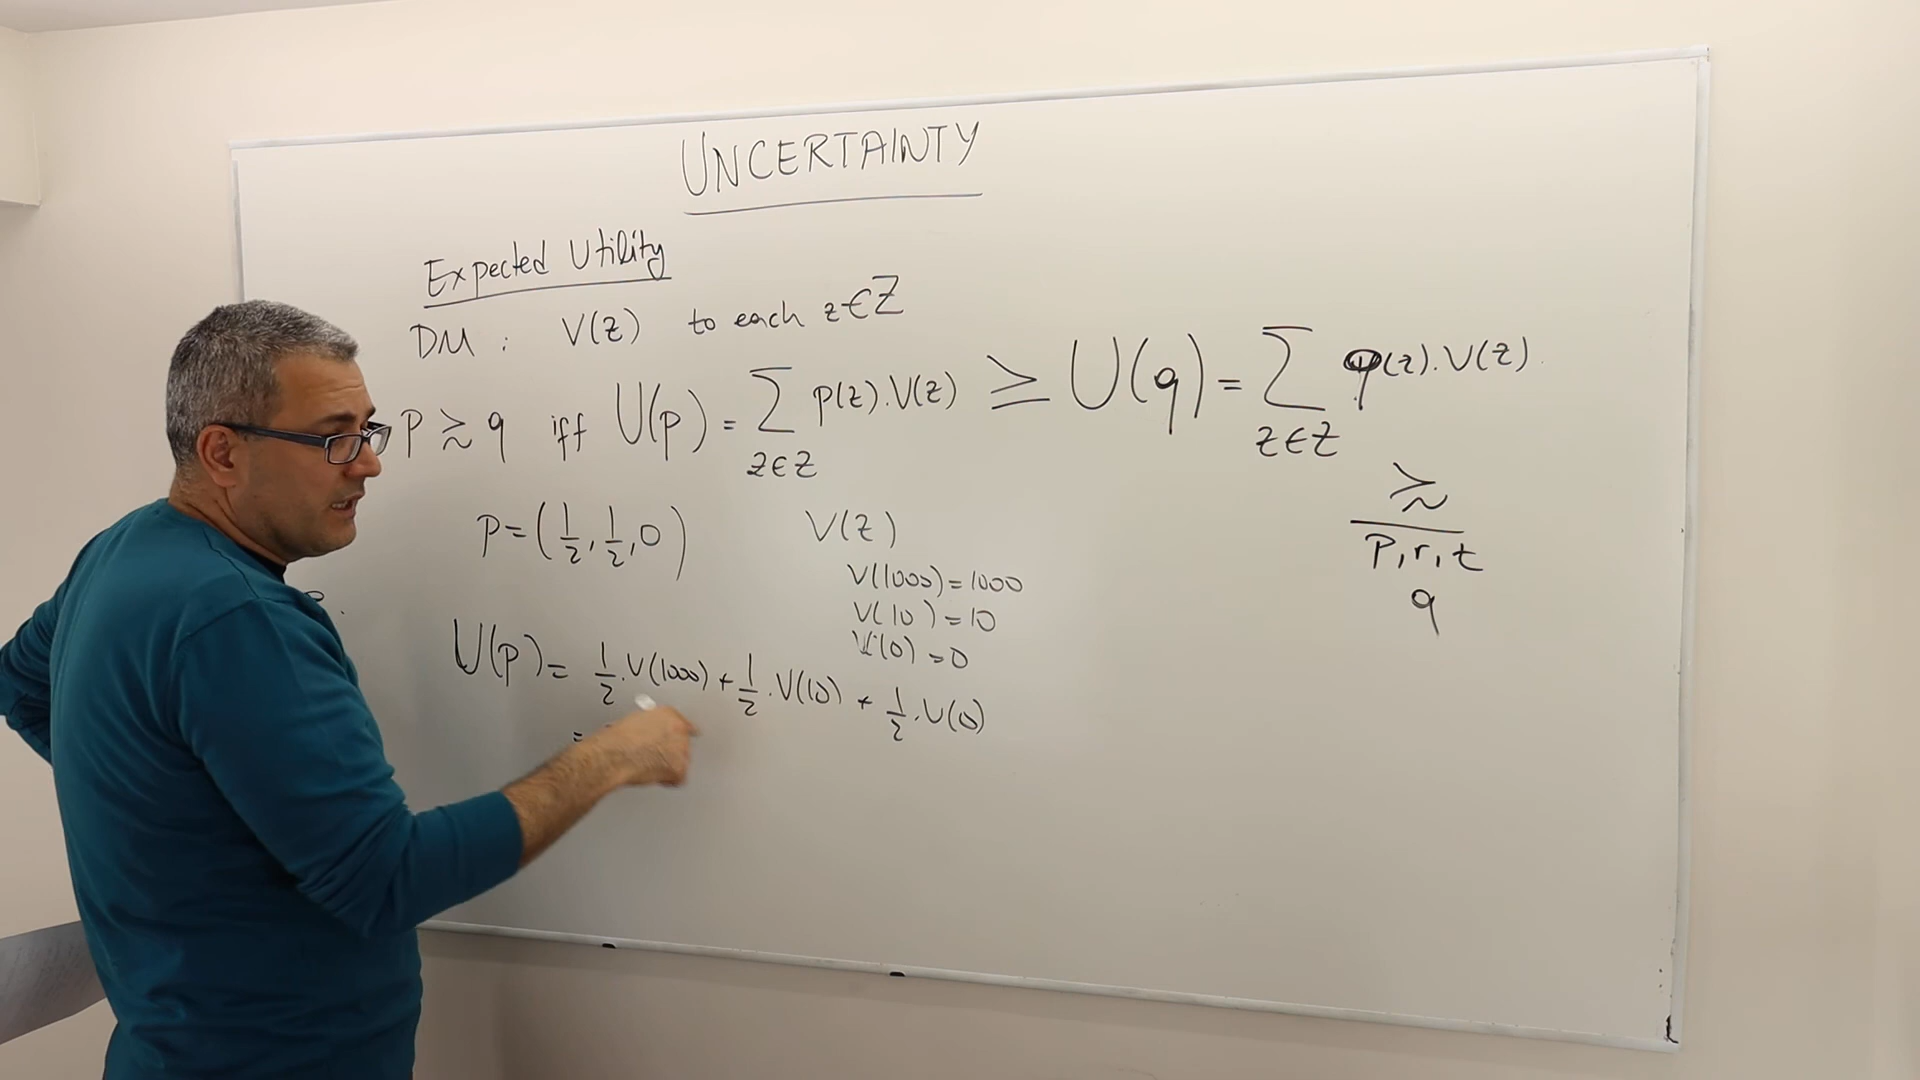 UNCERTAINTY
Expected Utility
DM : V(z) to each z∈Z
p ≿ q iff U(p) = ∑ p(z).V(z) ≥ U(q) = ∑ q(z).V(z).
z∈Z z∈Z
≿
p, r, t
q
p = (1/2, 1/2, 0) V(z)
V(1000) = 1000
V(10) = 10
V(0) = 0
U(p) = 1/2 . V(1000) + 1/2 . V(10) + 1/2 . V(0)
=